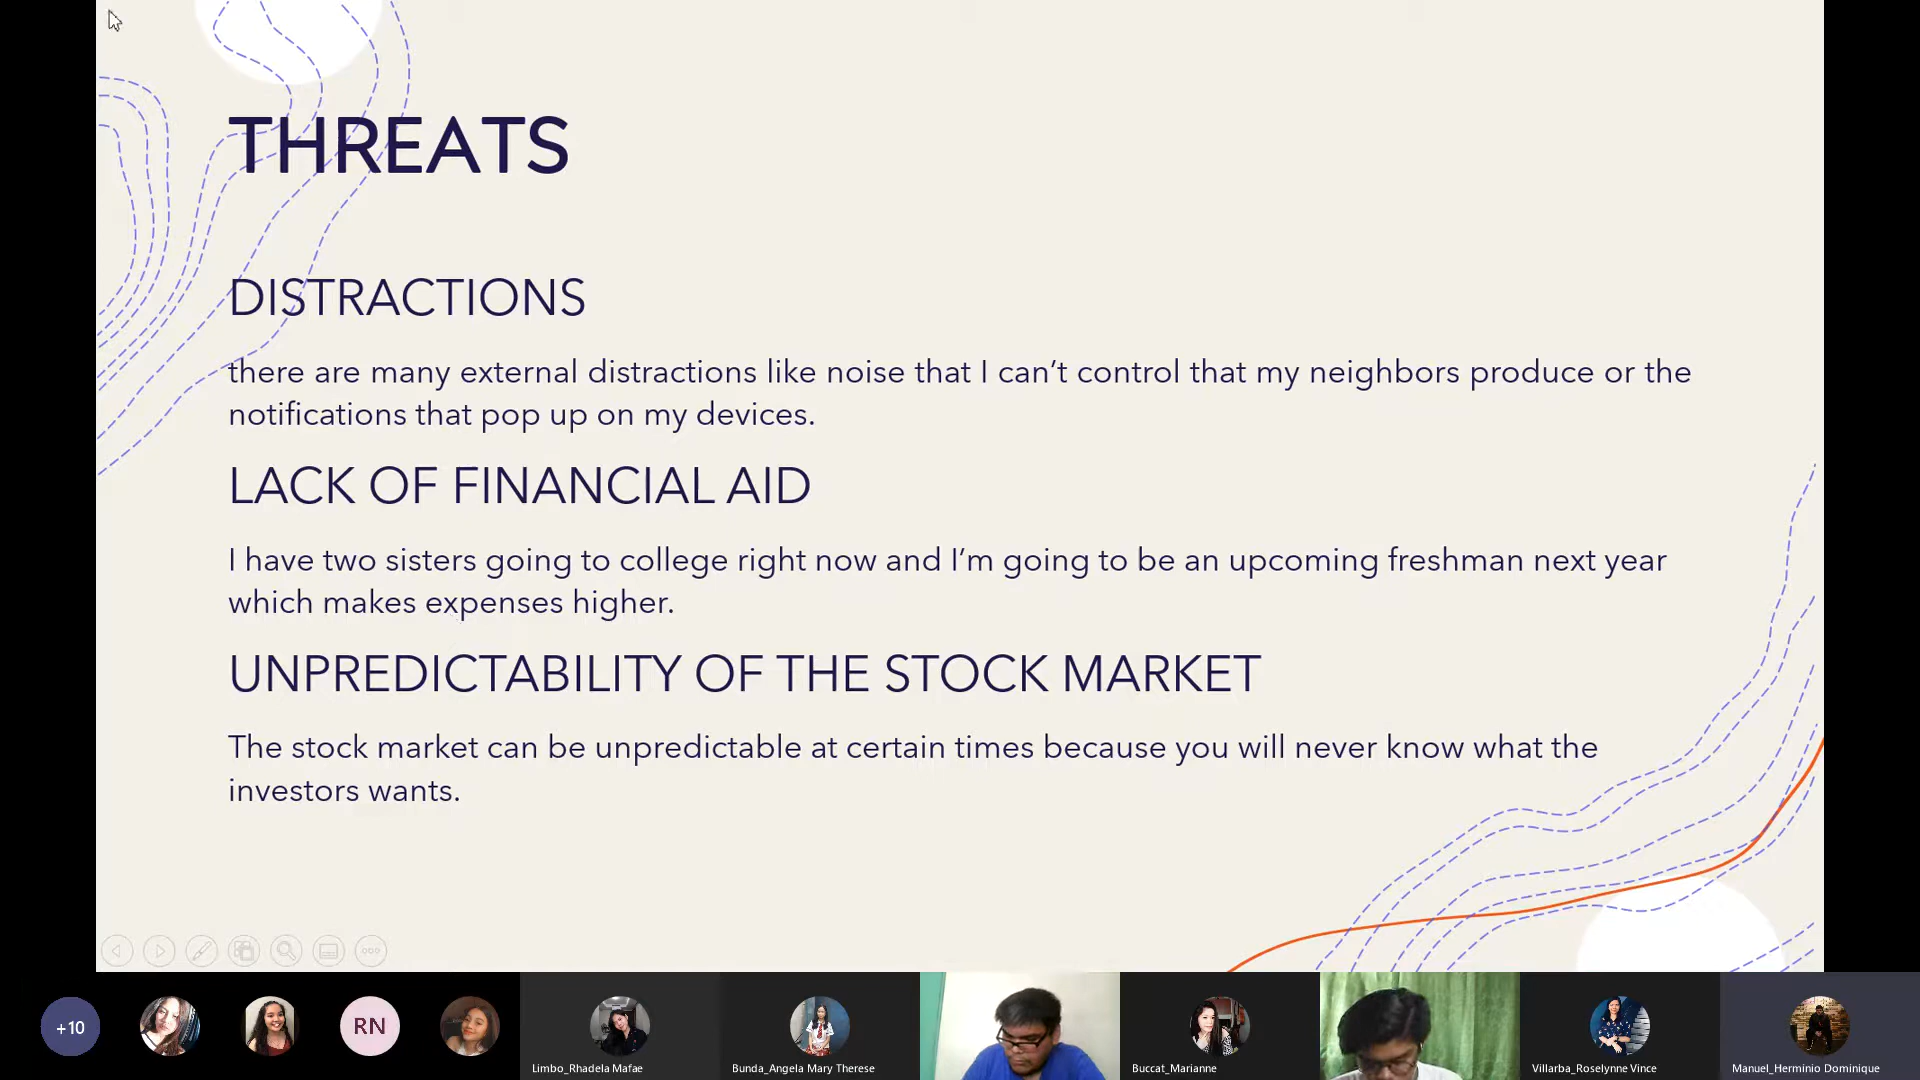 THREATS
DISTRACTIONS
there are many external distractions like noise that I can’t control that my neighbors produce or the
notifications that pop up on my devices.
LACK OF FINANCIAL AID
I have two sisters going to college right now and I’m going to be an upcoming freshman next year
which makes expenses higher.
UNPREDICTABILITY OF THE STOCK MARKET
The stock market can be unpredictable at certain times because you will never know what the
investors wants.
+10
RN
Limbo_Rhadela Mafae
Bunda_Angela Mary Therese
Buccat_Marianne
Villarba_Roselynne Vince
Manuel_Herminio Dominique